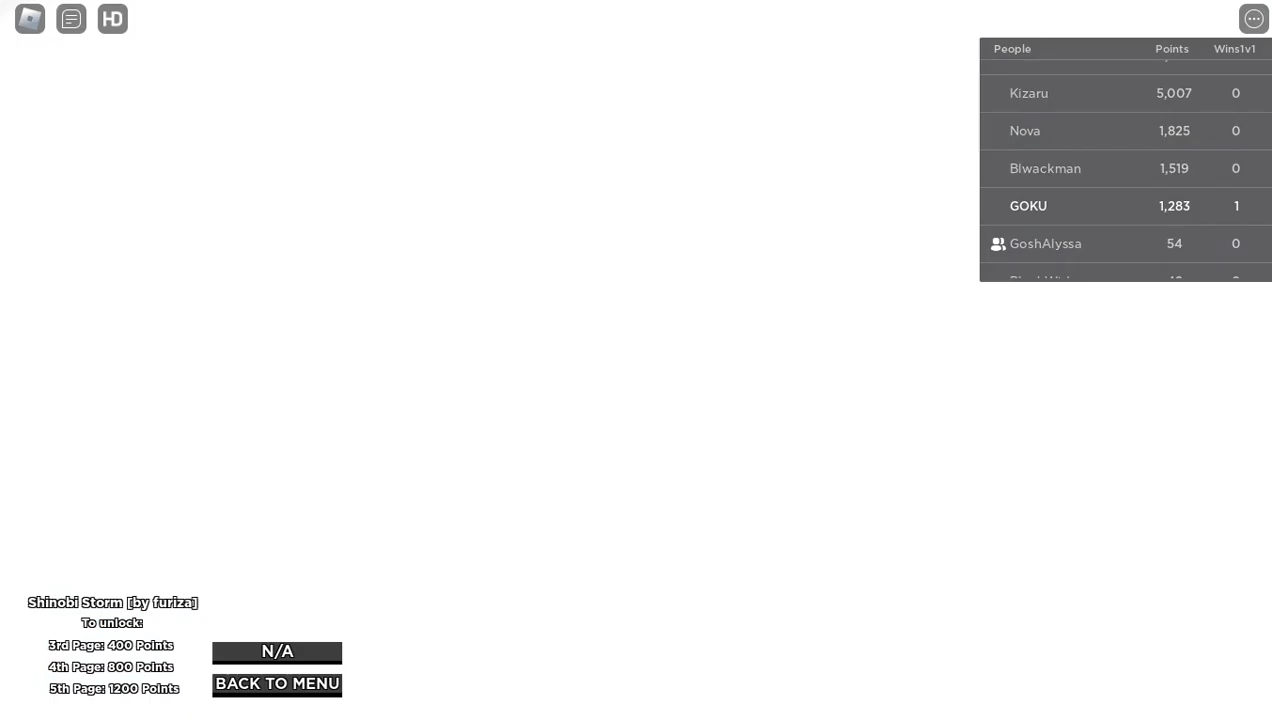 HD
People Points Wins1v1
Kizaru 5,007 0
Nova 1,825 0
Blwackman 1,519 0
GOKU 1,283 1
GoshAlyssa 54 0
Shinobi Storm [by furiza]
To unlock:
3rd Page: 400 Points
4th Page: 800 Points
5th Page: 1200 Points
N/A
BACK TO MENU